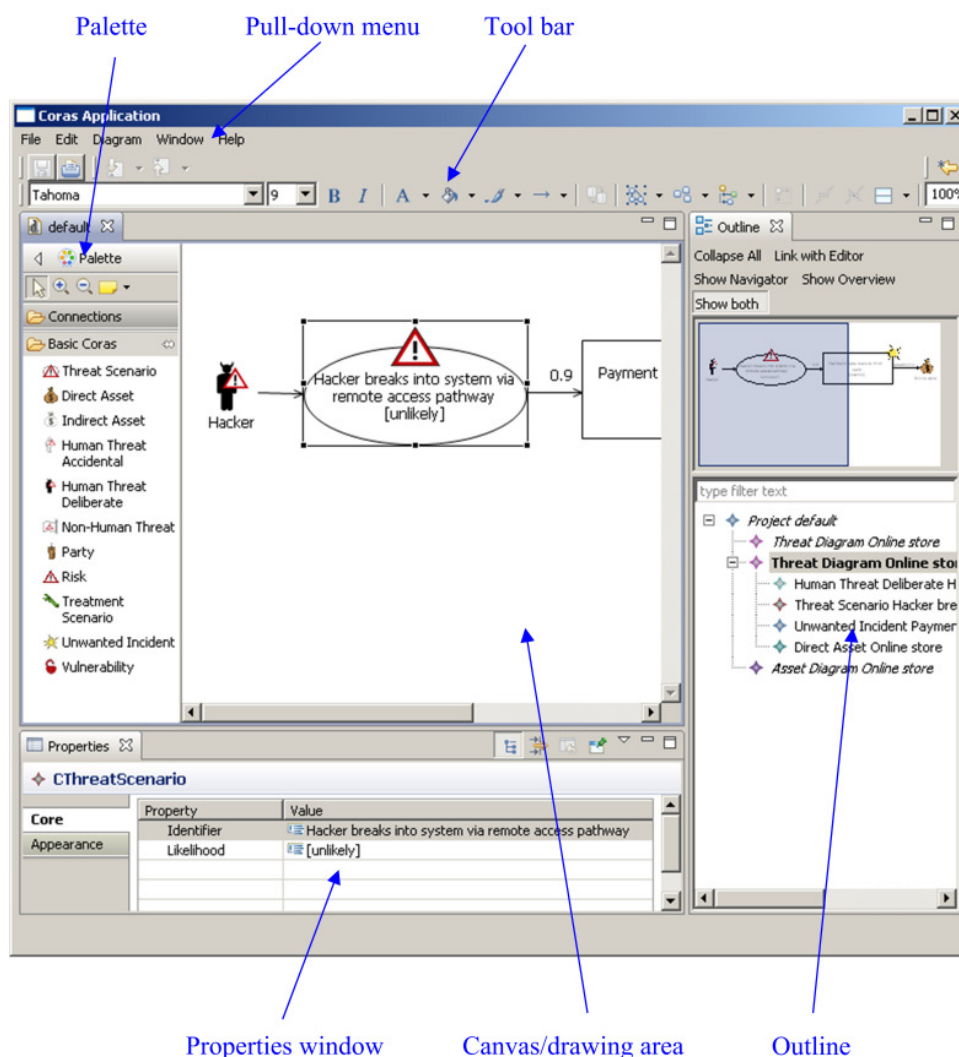 Palette Pull-down menu Tool bar
Coras Application
File Edit Diagram Window Help
Tahoma 9 B I A 100%
default Outline
Palette
Collapse All Link with Editor
Show Navigator Show Overview
Show both
Connections
Basic Coras
Threat Scenario
Direct Asset
Indirect Asset
Human Threat
Accidental
Human Threat
Deliberate
Non-Human Threat
Party
Risk
Treatment
Scenario
Unwanted Incident
Vulnerability
Hacker
Hacker breaks into system via
remote access pathway
[unlikely]
0.9
Payment
type filter text
Project default
Threat Diagram Online store
Threat Diagram Online sto
Human Threat Deliberate H
Threat Scenario Hacker bre
Unwanted Incident Paymer
Direct Asset Online store
Asset Diagram Online store
Properties
CThreatScenario
Core
Appearance
Property Value
Identifier Hacker breaks into system via remote access pathway
Likelihood [unlikely]
Properties window Canvas/drawing area Outline